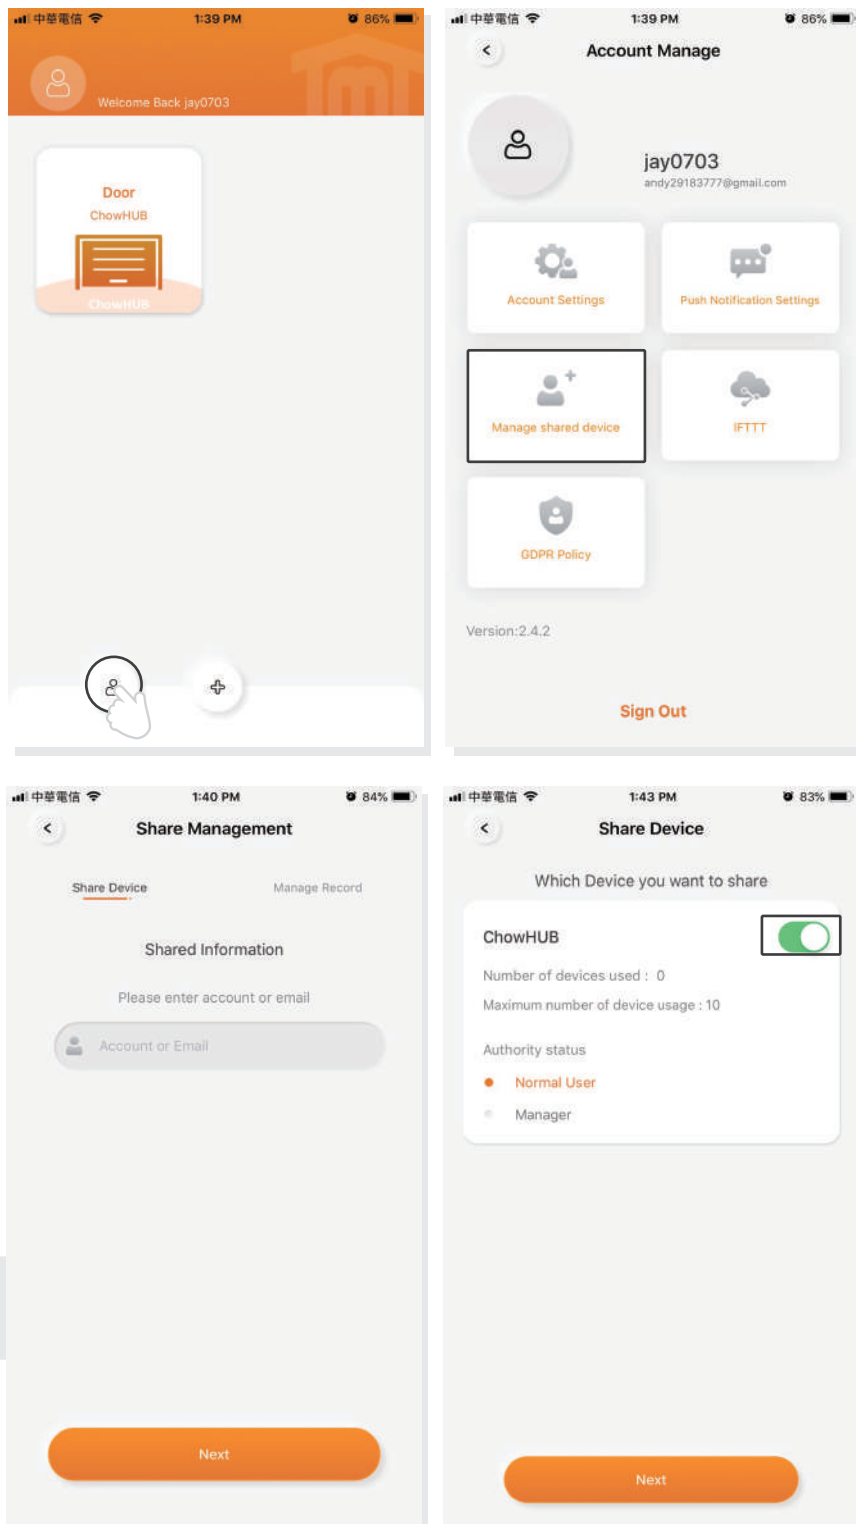 中華電信 1:39 PM 86%
Welcome Back jay0703
Door
ChowHUB
ChowHUB
中華電信 1:39 PM 86%
<
Account Manage
jay0703
andy29183777@gmail.com
Account Settings
Push Notification Settings
Manage shared device
IFTTT
GDPR Policy
Version:2.4.2
Sign Out
中華電信 1:40 PM 84%
<
Share Management
Share Device
Manage Record
Shared Information
Please enter account or email
Account or Email
Next
中華電信 1:43 PM 83%
<
Share Device
Which Device you want to share
ChowHUB
Number of devices used : 0
Maximum number of device usage : 10
Authority status
Normal User
Manager
Next